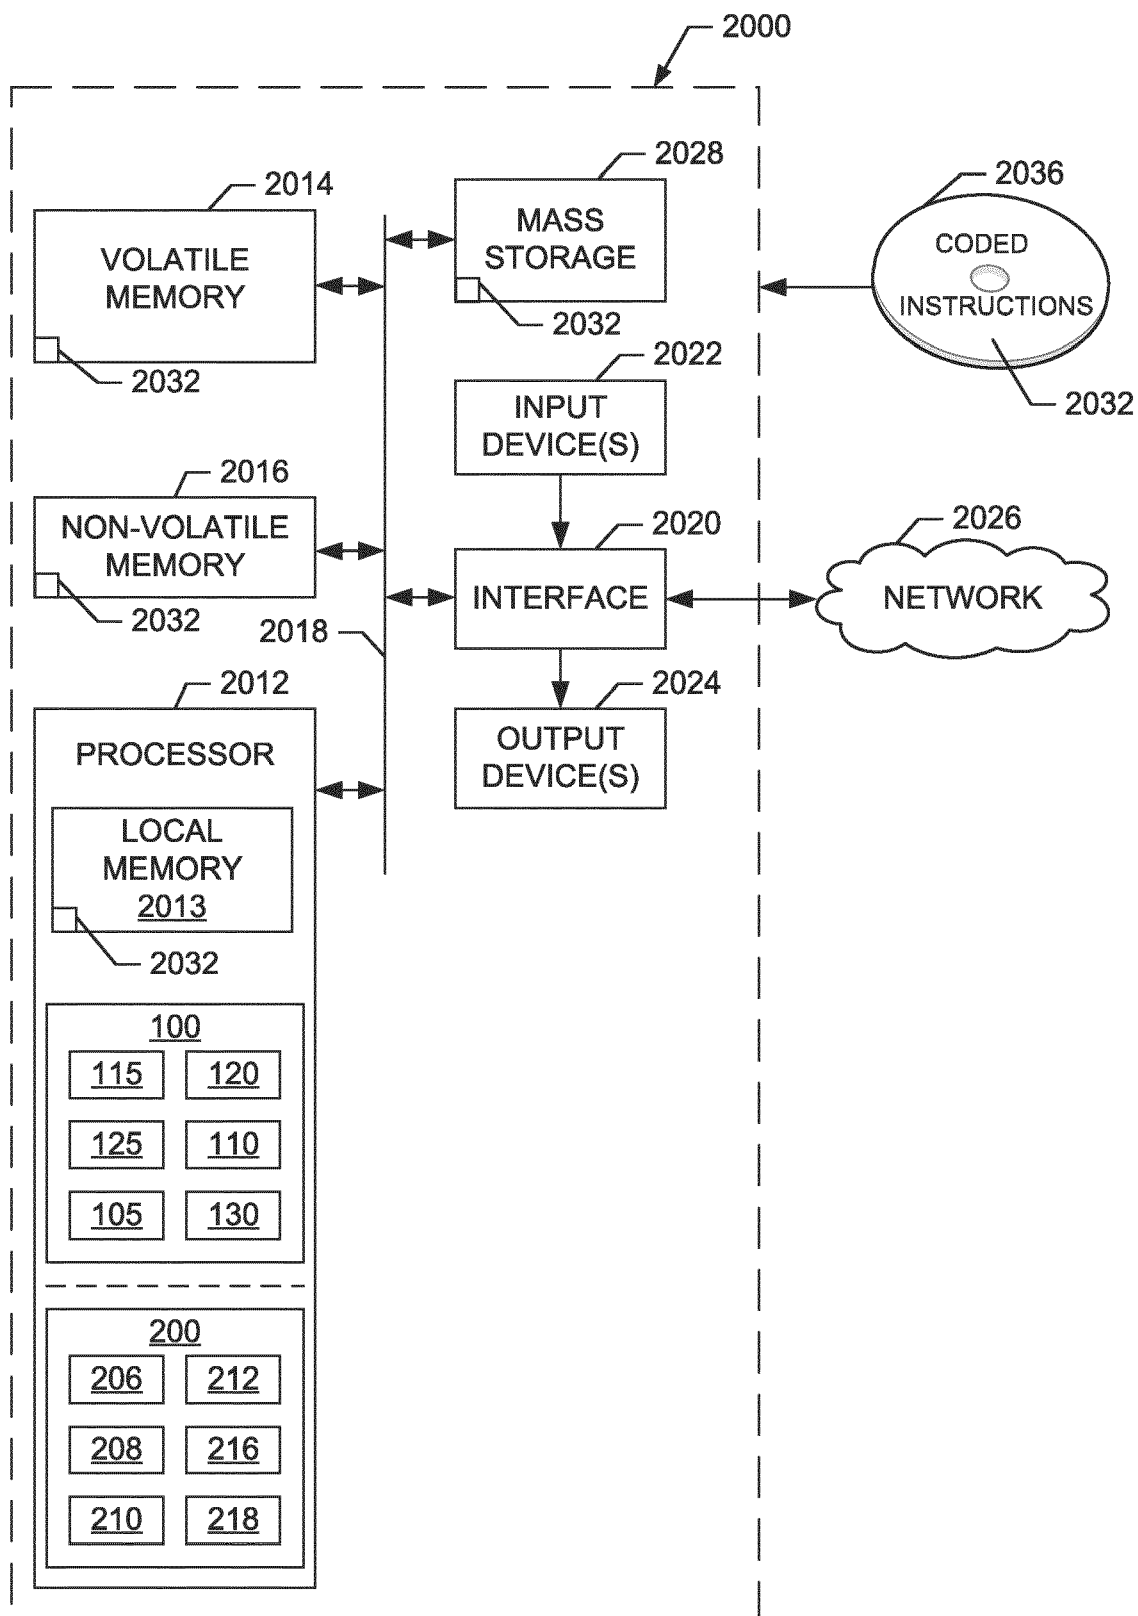 2000
2028
2014
MASS
STORAGE
2036
CODED
INSTRUCTIONS
VOLATILE
MEMORY
2032
2032
2032
2022
INPUT
DEVICE(S)
2016
NON-VOLATILE
MEMORY
2032
2020
INTERFACE
2026
NETWORK
2018
2012
PROCESSOR
2024
OUTPUT
DEVICE(S)
LOCAL
MEMORY
2013
2032
100
115 120
125 110
105 130
200
206 212
208 216
210 218